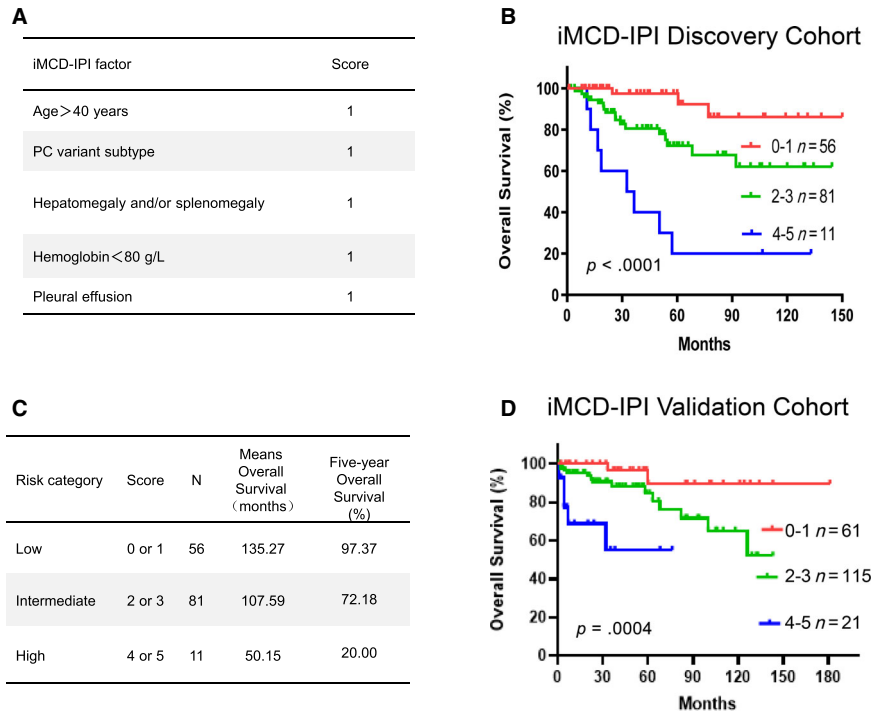 A
iMCD-IPI factor Score
Age＞40 years 1
PC variant subtype 1
Hepatomegaly and/or splenomegaly 1
Hemoglobin＜80 g/L 1
Pleural effusion 1
B
iMCD-IPI Discovery Cohort
Overall Survival (%)
100
80
60
40
20
0
0-1 n = 56
2-3 n = 81
4-5 n = 11
p < .0001
0 30 60 90 120 150
Months
C
Risk category Score N
Means
Overall
Survival
（months）
Five-year
Overall
Survival
(%)
Low 0 or 1 56 135.27 97.37
Intermediate 2 or 3 81 107.59 72.18
High 4 or 5 11 50.15 20.00
D
iMCD-IPI Validation Cohort
Overall Survival (%)
100
80
60
40
20
0
0-1 n = 61
2-3 n = 115
4-5 n = 21
p = .0004
0 30 60 90 120 150 180
Months